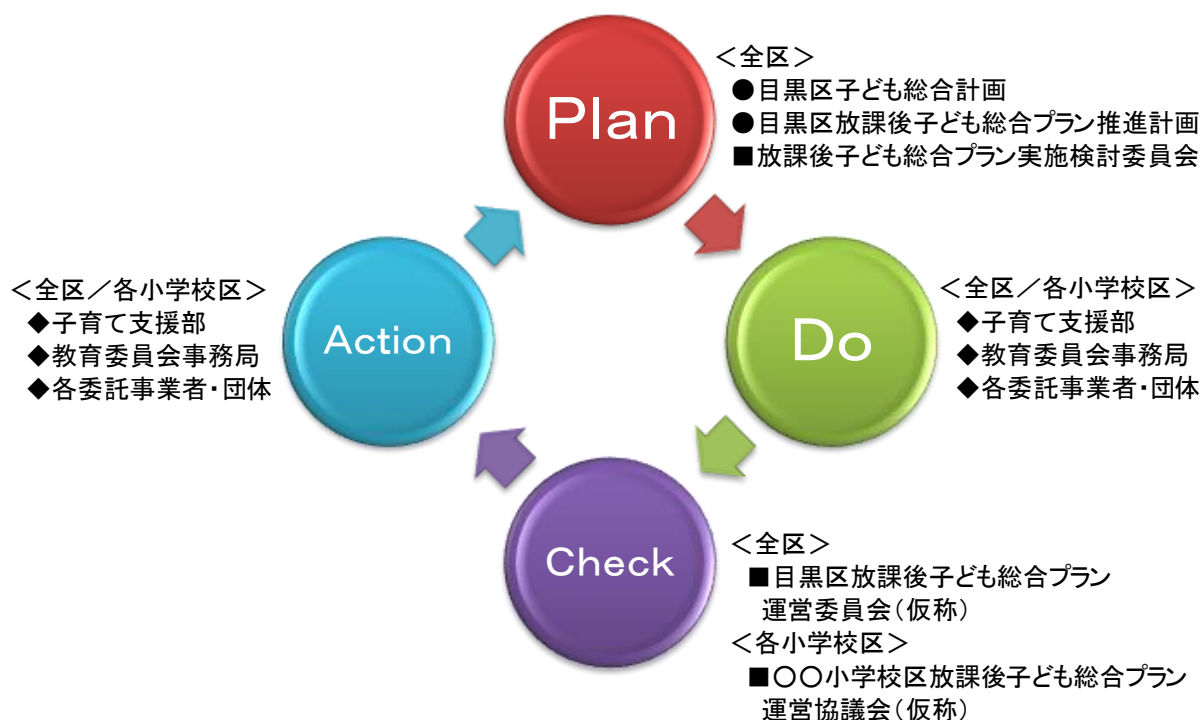 Plan
<全区>
●目黒区子ども総合計画
●目黒区放課後子ども総合プラン推進計画
■放課後子ども総合プラン実施検討委員会
Do
<全区/各小学校区>
◆子育て支援部
◆教育委員会事務局
◆各委託事業者・団体
Check
<全区>
■目黒区放課後子ども総合プラン
運営委員会(仮称)
<各小学校区>
■〇〇小学校区放課後子ども総合プラン
運営協議会(仮称)
Action
<全区/各小学校区>
◆子育て支援部
◆教育委員会事務局
◆各委託事業者・団体